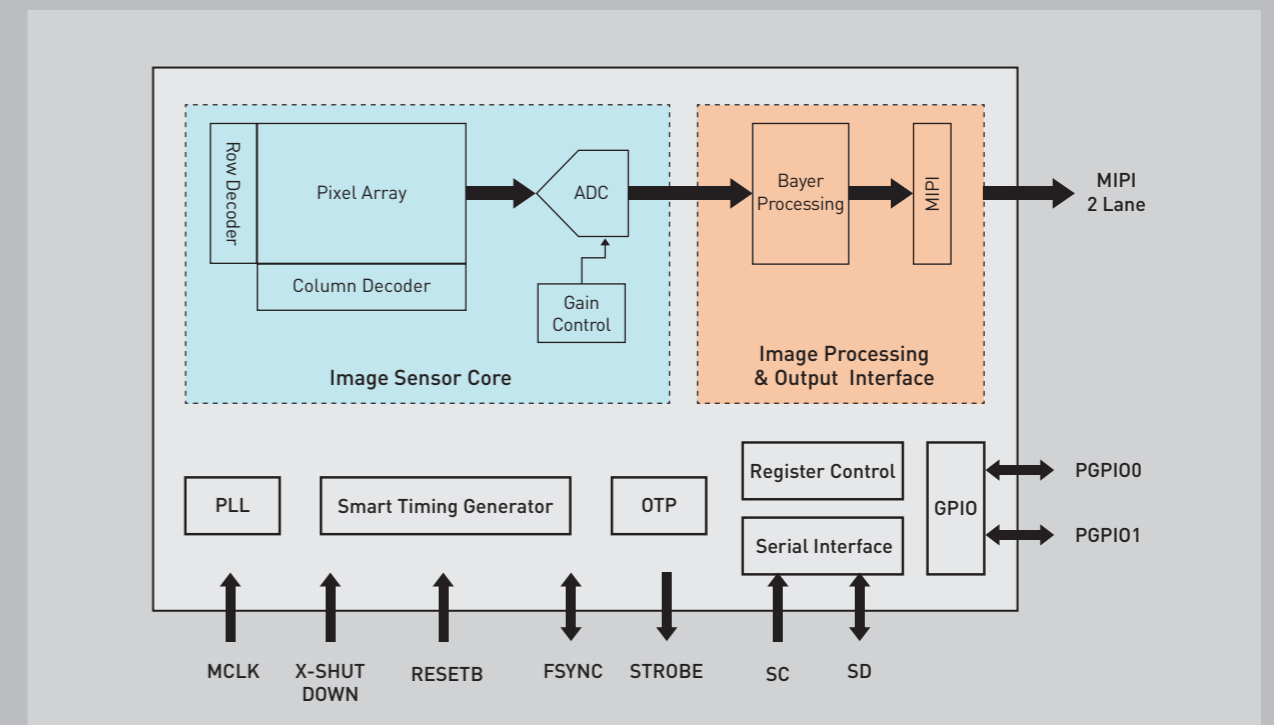 Row Decoder
Pixel Array
Column Decoder
ADC
Gain
Control
Image Sensor Core
Bayer
Processing
MIPI
Image Processing
& Output Interface
MIPI
2 Lane
PLL
Smart Timing Generator
OTP
Register Control
Serial Interface
GPIO
PGPIO0
PGPIO1
MCLK
X-SHUT
DOWN
RESETB
FSYNC
STROBE
SC
SD